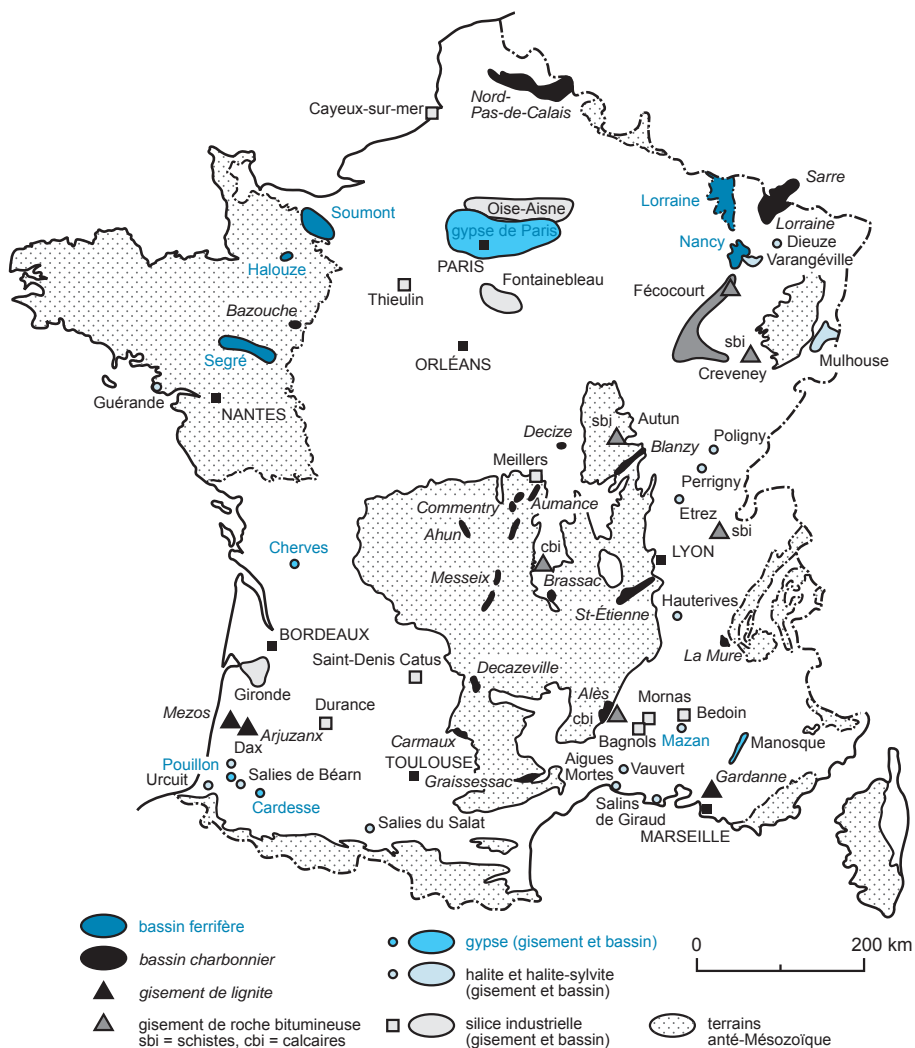 Nord-
Pas-de-Calais
Cayeux-sur-mer
Sarre
Lorraine
Lorraine
Soumont
Oise-Aisne
gypse de Paris
PARIS
Nancy
Dieuze
Varangéville
Halouze
Fontainebleau
Thieulin
Fécocourt
Bazouche
Segré
ORLÉANS
sbi
Creveney
Mulhouse
Guérande
NANTES
sbi
Autun
Decize
Blanzy
Poligny
Meillers
Perrigny
Commentry
Aumance
Etrez
sbi
Ahun
cbi
LYON
Cherves
Messeix
Brassac
St-Étienne
Hauterives
BORDEAUX
La Mure
Saint-Denis Catus
Gironde
Decazeville
Durance
Mezos
Arjuzanx
Alès
cbi
Mornas
Bedoin
Dax
Carmaux
Bagnols
Mazan
Manosque
Pouillon
TOULOUSE
Aigues
Mortes
Vauvert
Urcuit
Salies de Béarn
Graissessac
Gardanne
Cardesse
Salins
de Giraud
MARSEILLE
Salies du Salat
bassin ferrifère
bassin charbonnier
gisement de lignite
gisement de roche bitumineuse
sbi = schistes, cbi = calcaires
gypse (gisement et bassin)
halite et halite-sylvite
(gisement et bassin)
silice industrielle
(gisement et bassin)
0 200 km
terrains
anté-Mésozoïque